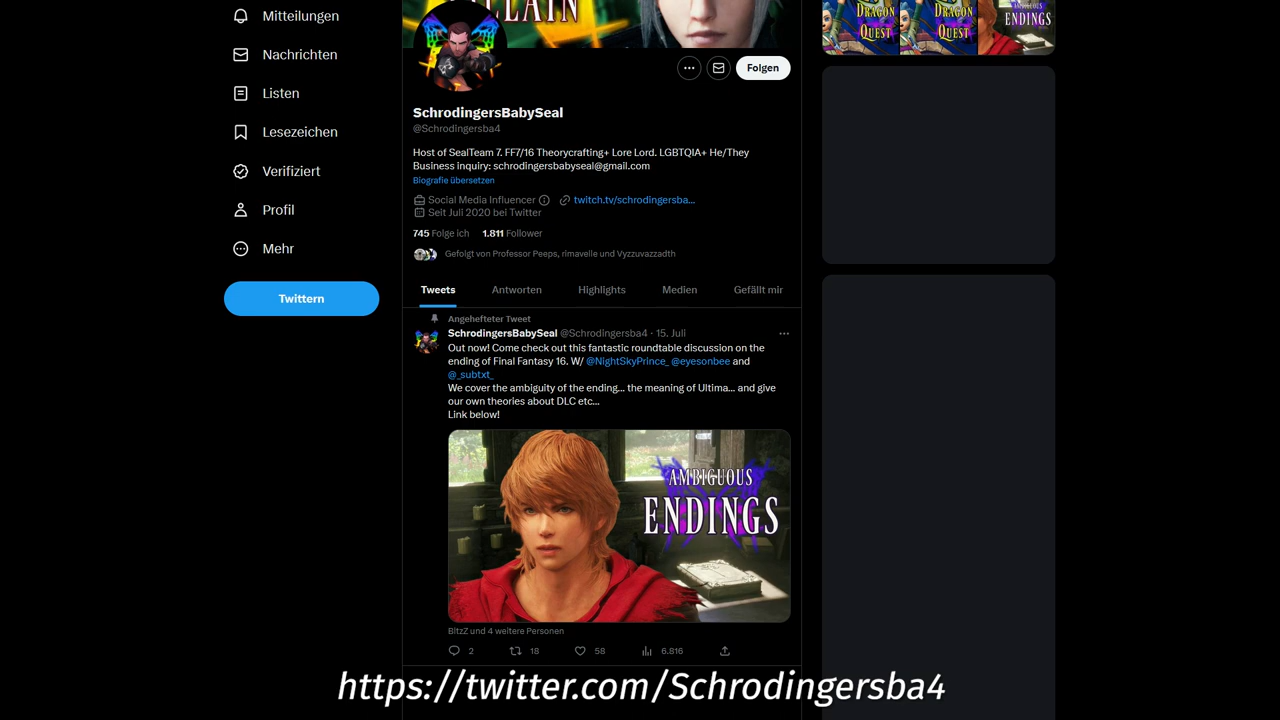 Mitteilungen
Nachrichten
Listen
Lesezeichen
Verifiziert
Profil
Mehr
Twittern
Folgen
SchrodingersBabySeal
@Schrodingersba4
Host of SealTeam 7. FF7/16 Theorycrafting+ Lore Lord. LGBTQIA+ He/They
Business inquiry: schrodingersbabyseal@gmail.com
Biografie übersetzen
Social Media Influencer twitch.tv/schrodingersba...
Seit Juli 2020 bei Twitter
745 Folge ich 1.811 Follower
Gefolgt von Professor Peeps, rimavelle und Vyzzuvazzadth
Tweets Antworten Highlights Medien Gefällt mir
Angehefteter Tweet
SchrodingersBabySeal @Schrodingersba4 · 15. Juli
Out now! Come check out this fantastic roundtable discussion on the
ending of Final Fantasy 16. W/ @NightSkyPrince_ @eyesonbee and
@_subtxt_
We cover the ambiguity of the ending... the meaning of Ultima... and give
our own theories about DLC etc...
Link below!
AMBIGUOUS
ENDINGS
BitzZ und 4 weitere Personen
2 18 58 6.816
DRAGON
QUEST
DRAGON
QUEST
ENDINGS
https://twitter.com/Schrodingersba4